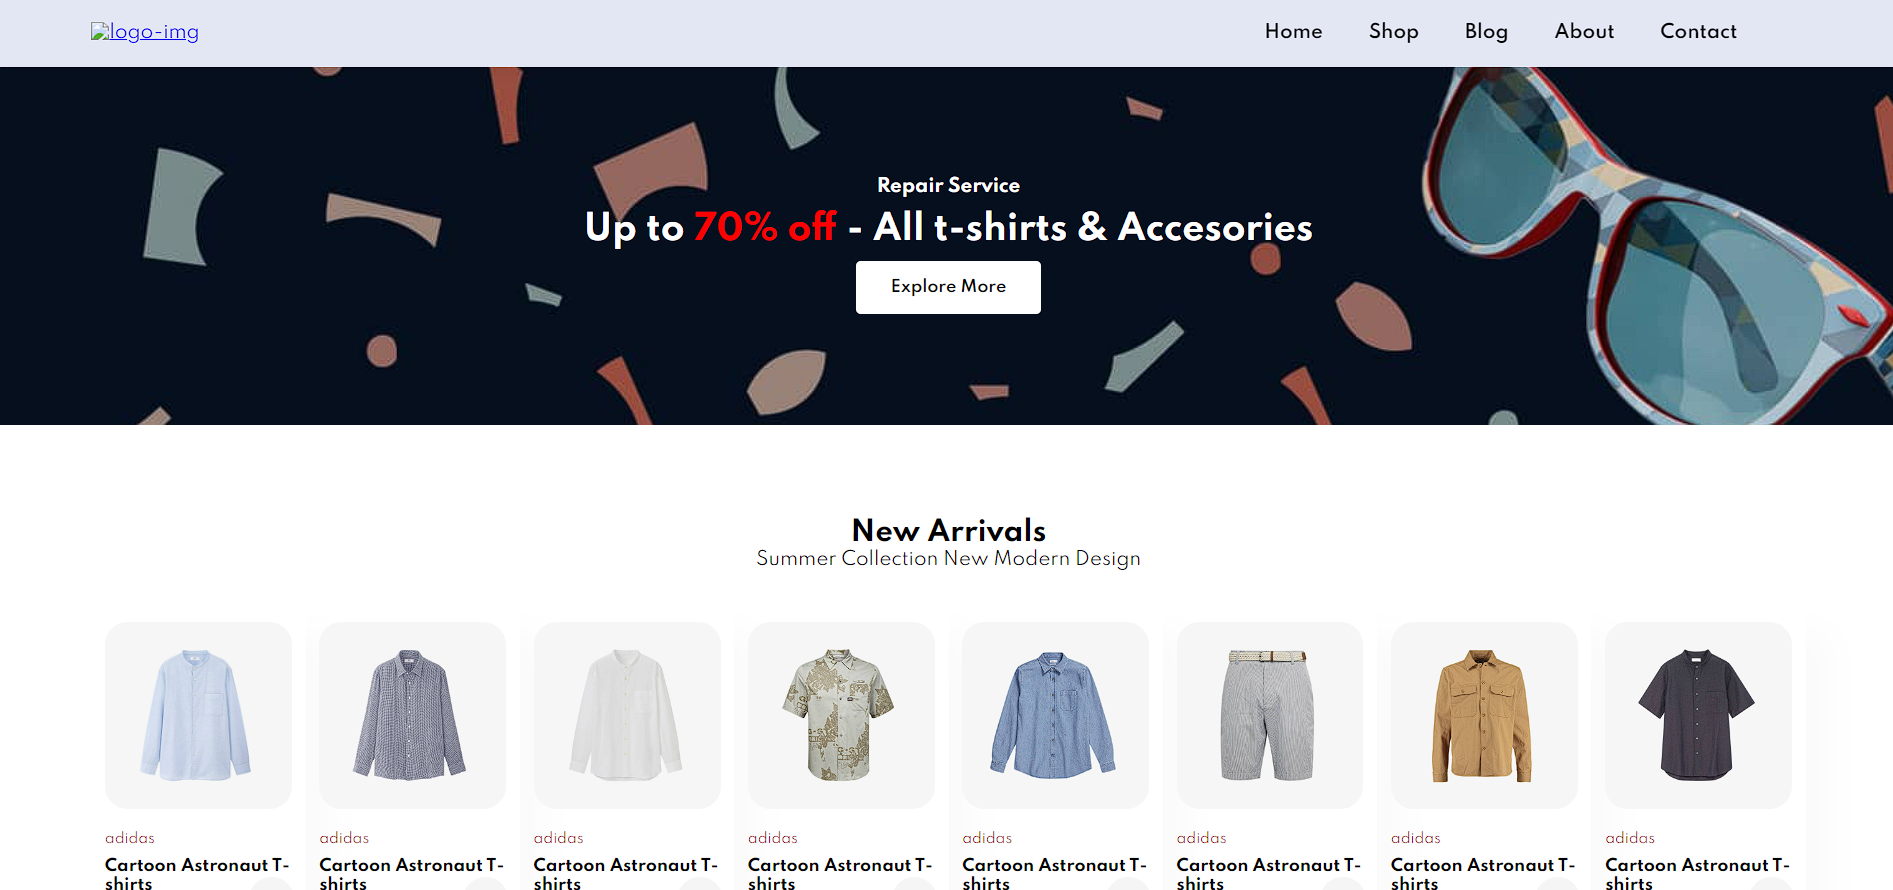 logo-img
Home Shop Blog About Contact
Repair Service
Up to 70% off - All t-shirts & Accesories
Explore More
New Arrivals
Summer Collection New Modern Design
adidas adidas adidas adidas adidas adidas adidas adidas
Cartoon Astronaut T- Cartoon Astronaut T- Cartoon Astronaut T- Cartoon Astronaut T- Cartoon Astronaut T- Cartoon Astronaut T- Cartoon Astronaut T- Cartoon Astronaut T-
shirts shirts shirts shirts shirts shirts shirts shirts